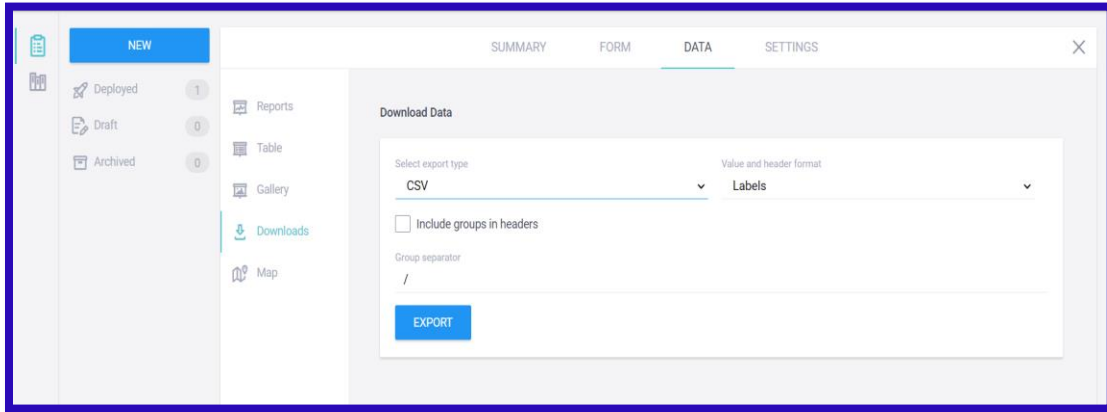 NEW
Deployed 1
Draft 0
Archived 0
SUMMARY FORM DATA SETTINGS
Reports
Table
Gallery
Downloads
Map
Download Data
Select export type
CSV
Value and header format
Labels
Include groups in headers
Group separator
/
EXPORT